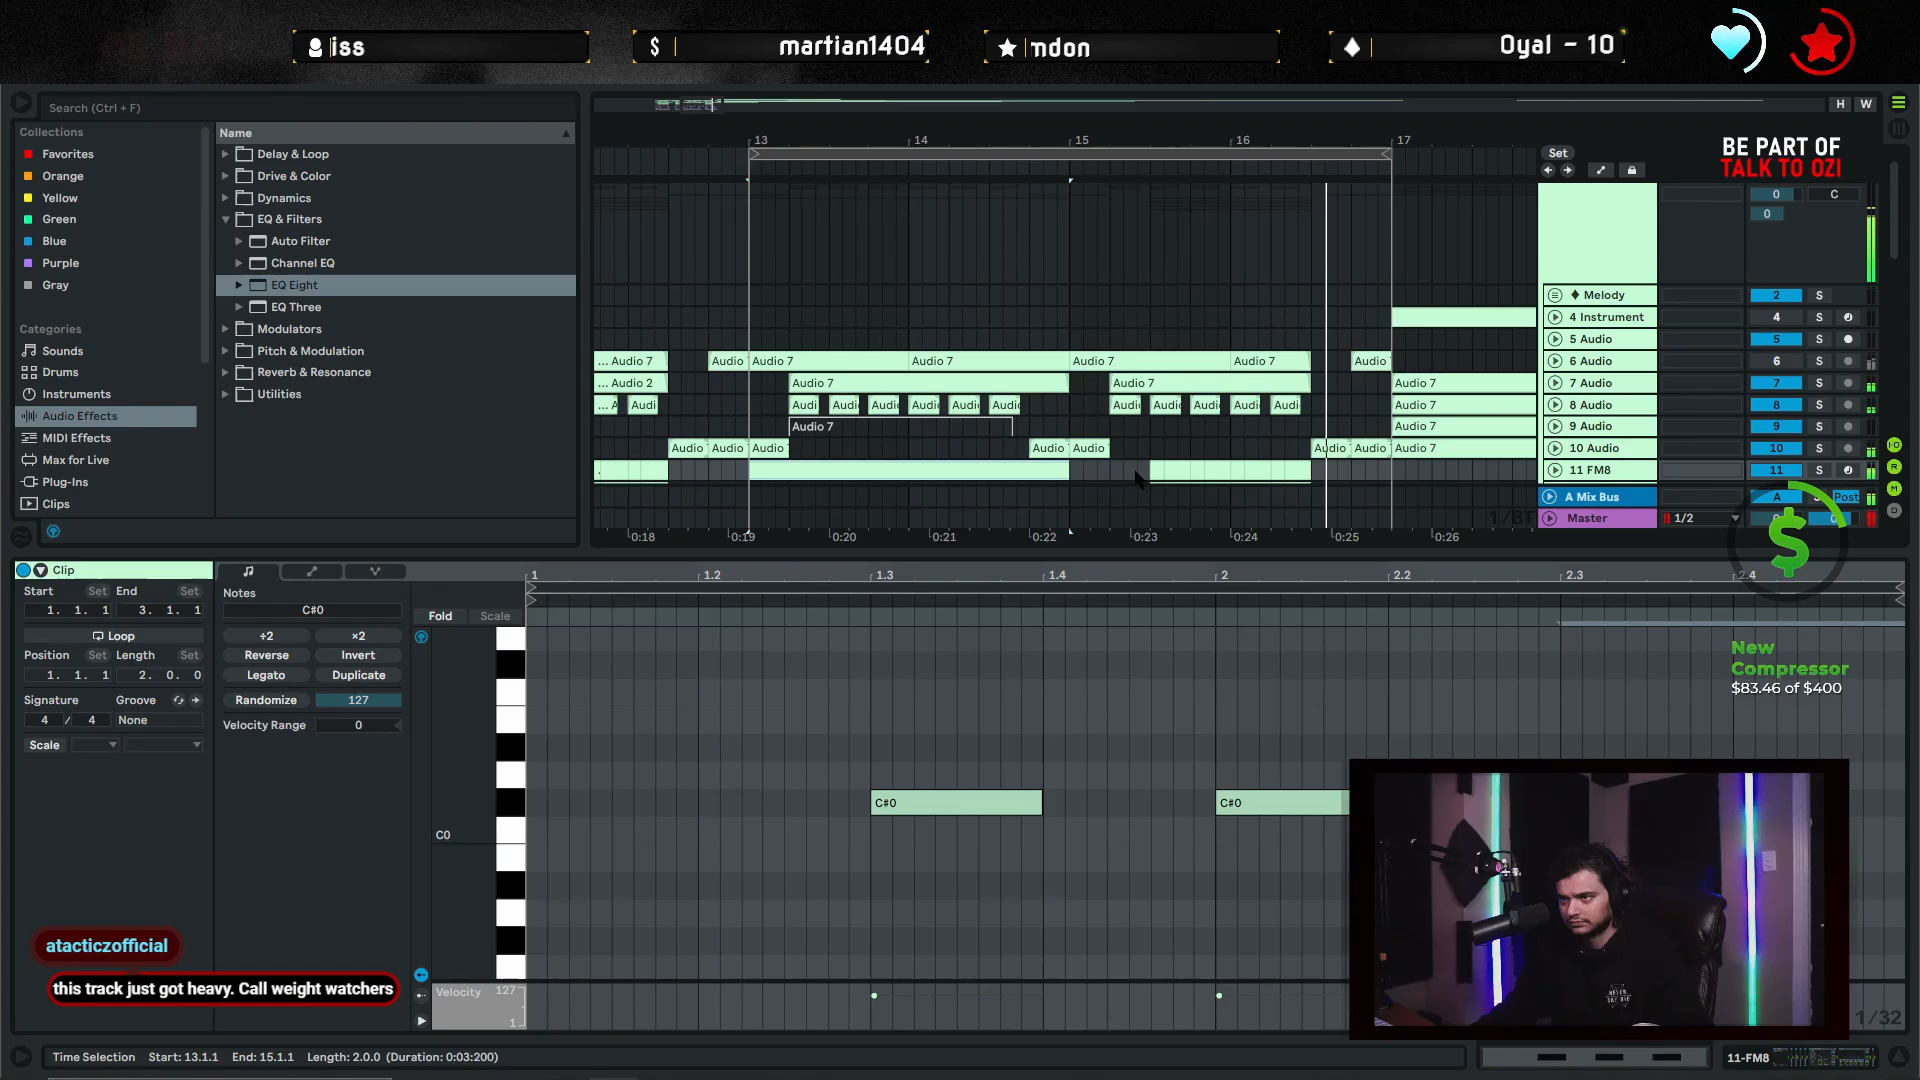 iss
$ martian1404
mdon
Oyal - 10
Search (Ctrl + F)
H W
Collections
Name
Favorites
Orange
Yellow
Green
Blue
Purple
Gray
Categories
Sounds
Drums
Instruments
Audio Effects
MIDI Effects
Max for Live
Plug-Ins
Clips
Delay & Loop
Drive & Color
Dynamics
EQ & Filters
Auto Filter
Channel EQ
EQ Eight
EQ Three
Modulators
Pitch & Modulation
Reverb & Resonance
Utilities
13 14 15 16 17
Set
BE PART OF
TALK TO OZI
0 C
0
Melody 2 S
4 Instrument 4 S
5 Audio 5 S
... Audio 7 Audio Audio 7 Audio 7 Audio 7 Audio 7 Audio 6 Audio 6 S
... Audio 2 Audio 7 Audio 7 Audio 7 7 Audio 7 S
... A Audi Audi Audi Audi Audi Audi Audi Audi Audi Audi Audi Audi Audio 7 8 Audio 8 S
Audio 7 Audio 7 9 Audio 9 S
Audio Audio Audio Audio Audio Audio Audio Audio 7 10 Audio 10 S
11 FM8 11 S
A Mix Bus A S Post
1/8T
Master 1/2
0:18 0:19 0:20 0:21 0:22 0:23 0:24 0:25 0:26
$
Clip
Start Set End Set
1. 1. 1 3. 1. 1
Loop
Position Set Length Set
1. 1. 1 2. 0. 0
Signature Groove
4 / 4 None
Scale
Notes
C#0
÷2 ×2
Reverse Invert
Legato Duplicate
Randomize 127
Velocity Range 0
Fold Scale
1 1.2 1.3 1.4 2 2.2 2.3 2.4
C#0 C#0
C0
New
Compressor
$83.46 of $400
atacticzofficial
this track just got heavy. Call weight watchers
Velocity 127
1
1/32
Time Selection Start: 13.1.1 End: 15.1.1 Length: 2.0.0 (Duration: 0:03:200)
11-FM8